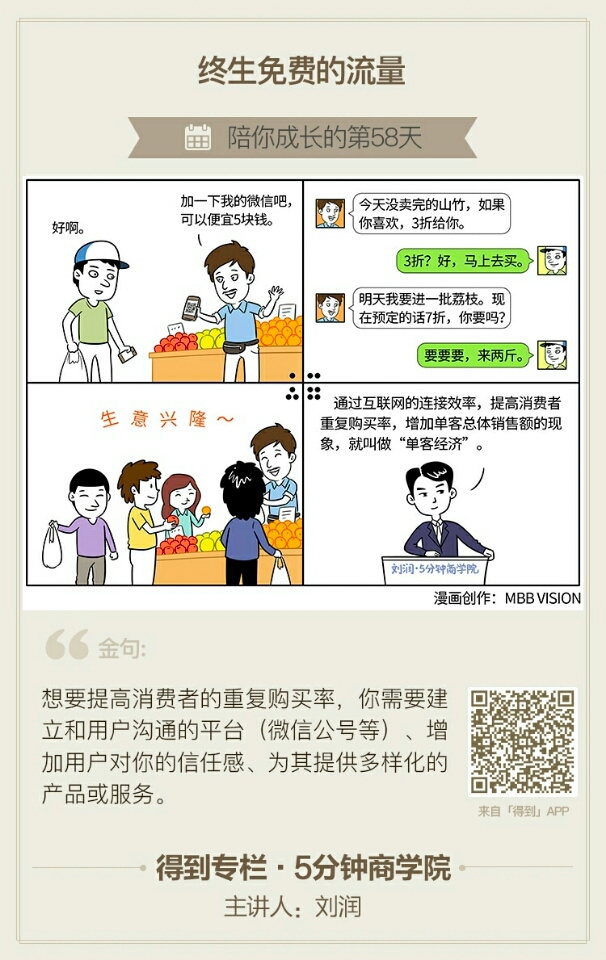 终生免费的流量
陪你成长的第58天
好啊。
加一下我的微信吧，
可以便宜5块钱。
今天没卖完的山竹，如果
你喜欢，3折给你。
3折？好，马上去买。
明天我要进一批荔枝。现
在预定的话7折，你要吗？
要要要，来两斤。
生意兴隆～
通过互联网的连接效率，提高消费者
重复购买率，增加单客总体销售额的现
象，就叫做“单客经济”。
刘润·5分钟商学院
漫画创作：MBB VISION
金句:
想要提高消费者的重复购买率，你需要建
立和用户沟通的平台（微信公号等）、增
加用户对你的信任感、为其提供多样化的
产品或服务。
来自「得到」APP
得到专栏·5分钟商学院
主讲人：刘润